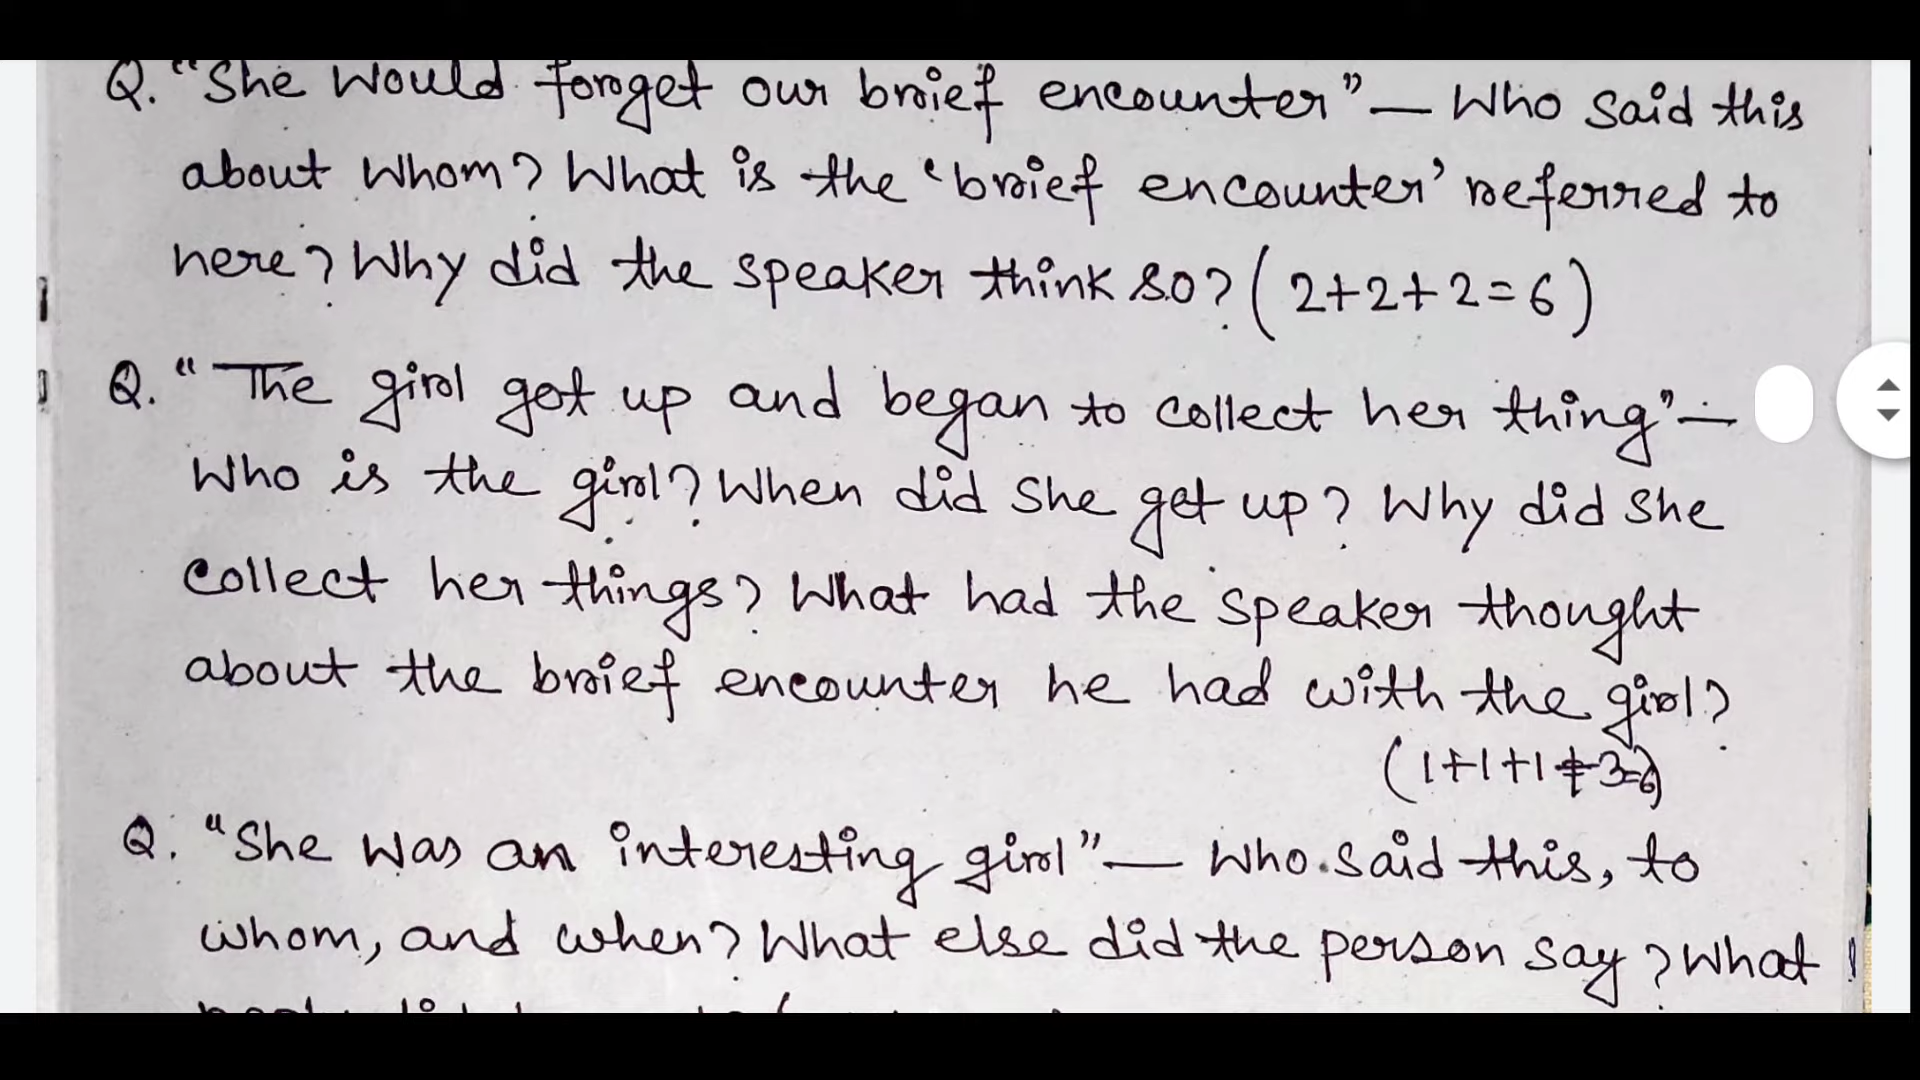 Q. "She would forget our brief encounter" — Who said this
about whom? What is the 'brief encounter' referred to
here? Why did the speaker think so? (2+2+2=6)
Q. "The girl got up and began to collect her thing" —
Who is the girl? When did she get up? Why did she
collect her things? What had the speaker thought
about the brief encounter he had with the girl?
(1+1+1+3=6)
Q. "She was an interesting girl" — Who said this, to
whom, and when? What else did the person say? What